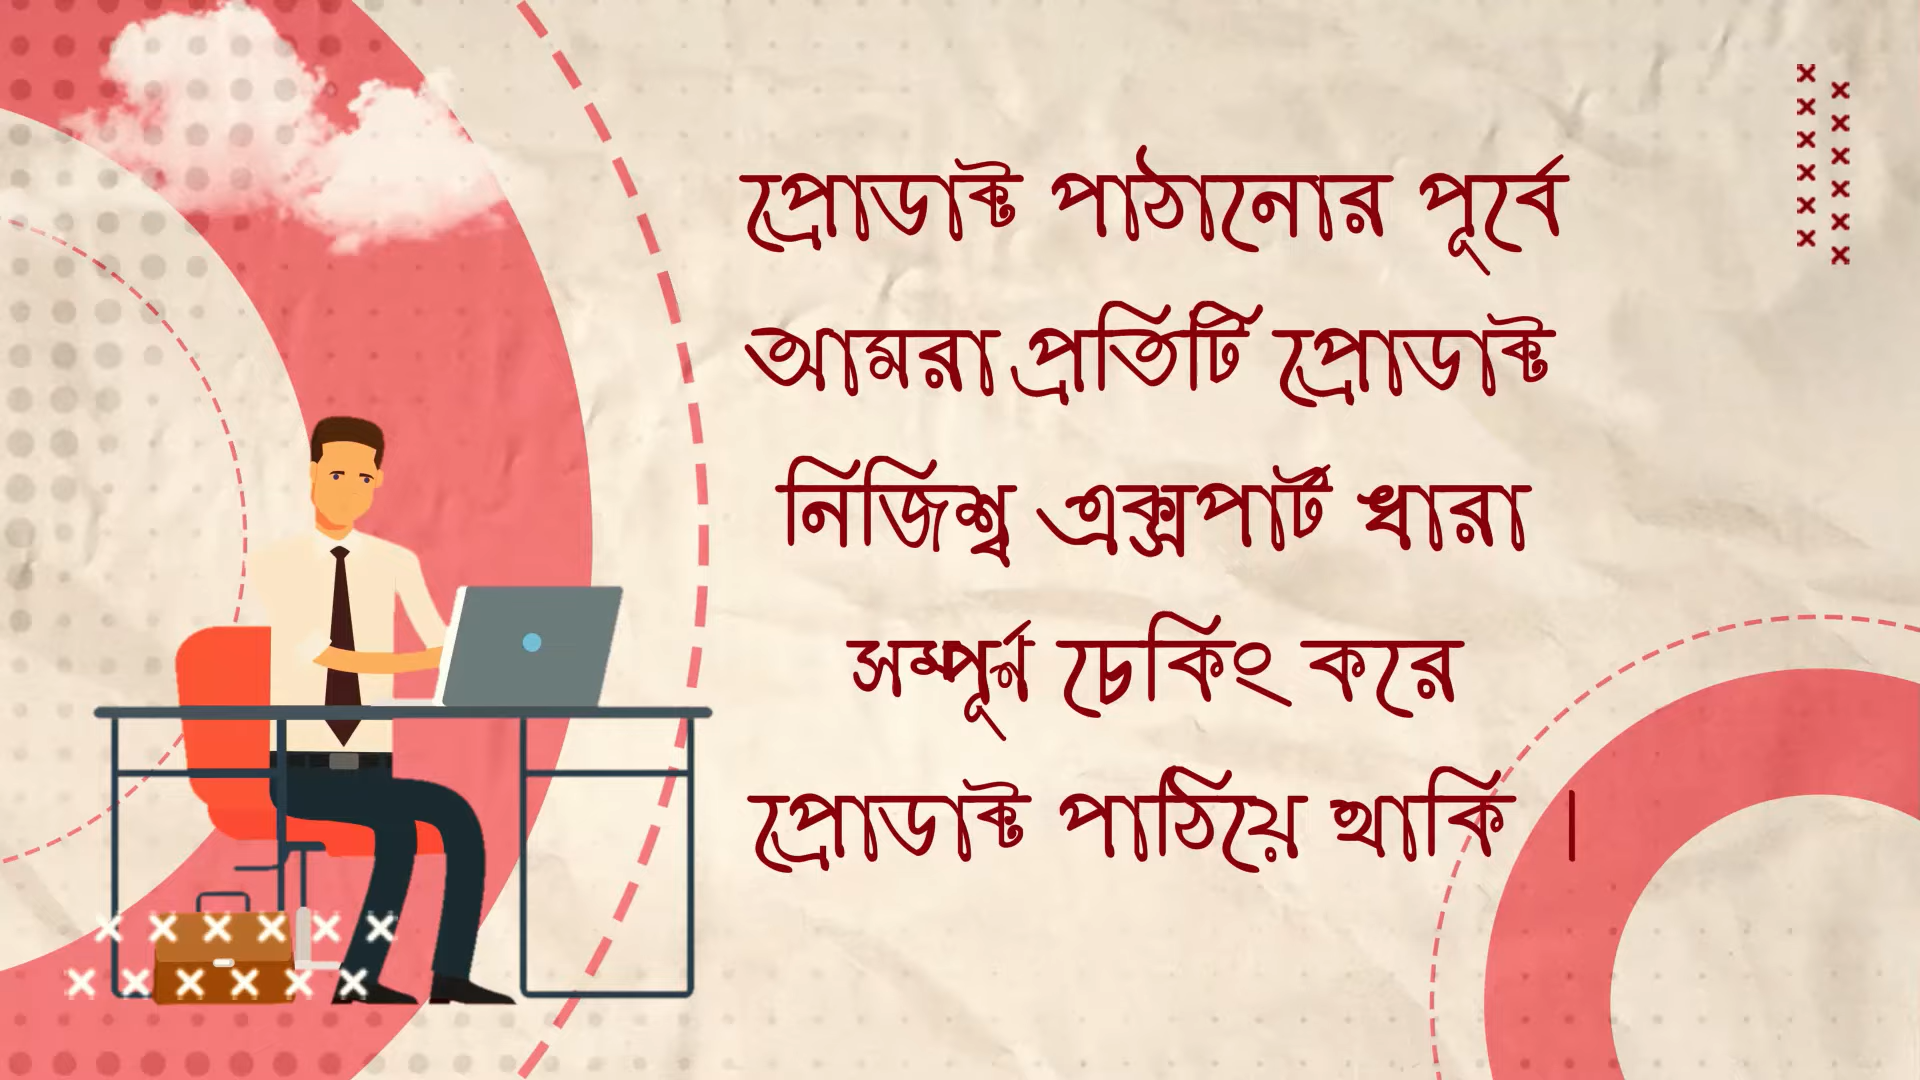 প্রোডাক্ট পাঠানোর পূর্বে
আমরা প্রতিটি প্রোডাক্ট
নিজিশ্ব এক্সপার্ট ধারা
সম্পূর্ণ চেকিং করে
প্রোডাক্ট পাঠিয়ে থাকি ।